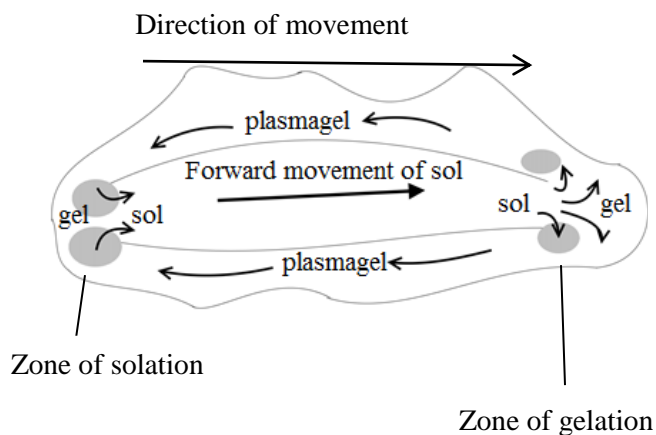 Direction of movement
plasmagel
Forward movement of sol
gel sol
sol gel
plasmagel
Zone of solation
Zone of gelation